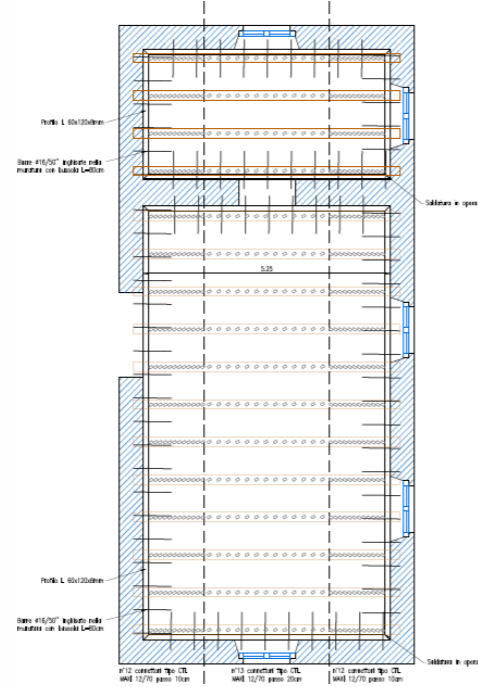 Profilo L 60x120x8mm
Barre ø16/50" inghisate nella
muratura con bussola L=80cm
Saldatura in opera
5.25
Profilo L 60x120x8mm
Barre ø16/50" inghisate nella
muratura con bussola L=80cm
Saldatura in opera
n°12 connettori tipo CTL
MAXI 12/70 passo 10cm
n°13 connettori tipo CTL
MAXI 12/70 passo 20cm
n°12 connettori tipo CTL
MAXI 12/70 passo 10cm